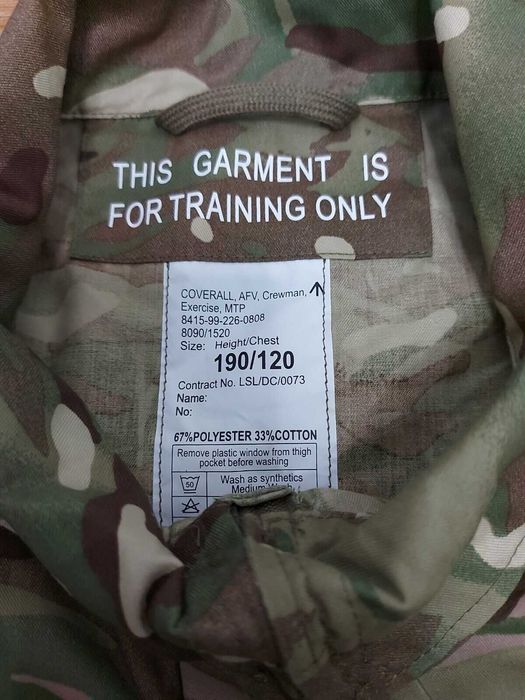 THIS GARMENT IS
FOR TRAINING ONLY
COVERALL, AFV, Crewman,
Exercise, MTP
8415-99-226-0808
8090/1520
Size: Height/Chest
190/120
Contract No. LSL/DC/0073
Name:
No:
67%POLYESTER 33%COTTON
Remove plastic window from thigh
pocket before washing
50 Wash as synthetics
Medium Wash